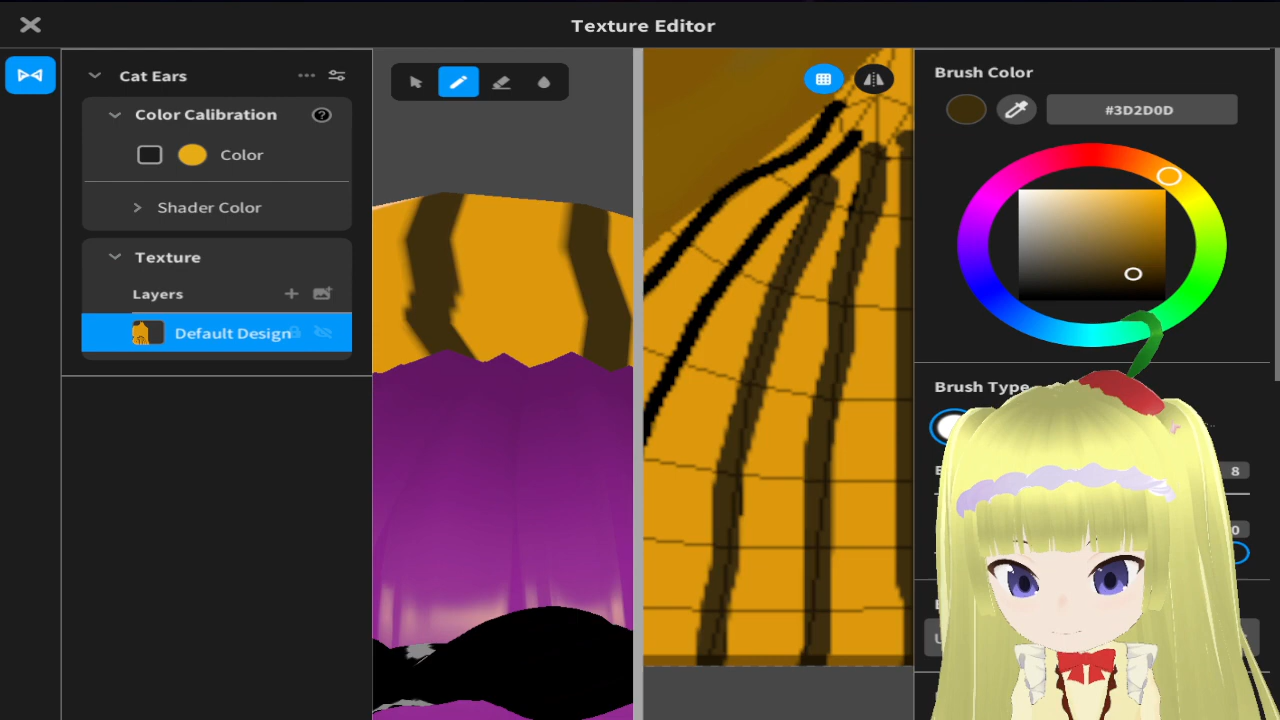 Texture Editor
Cat Ears
Color Calibration
?
Color
Shader Color
Texture
Layers
Default Design
Brush Color
#3D2D0D
Brush Type
8
0